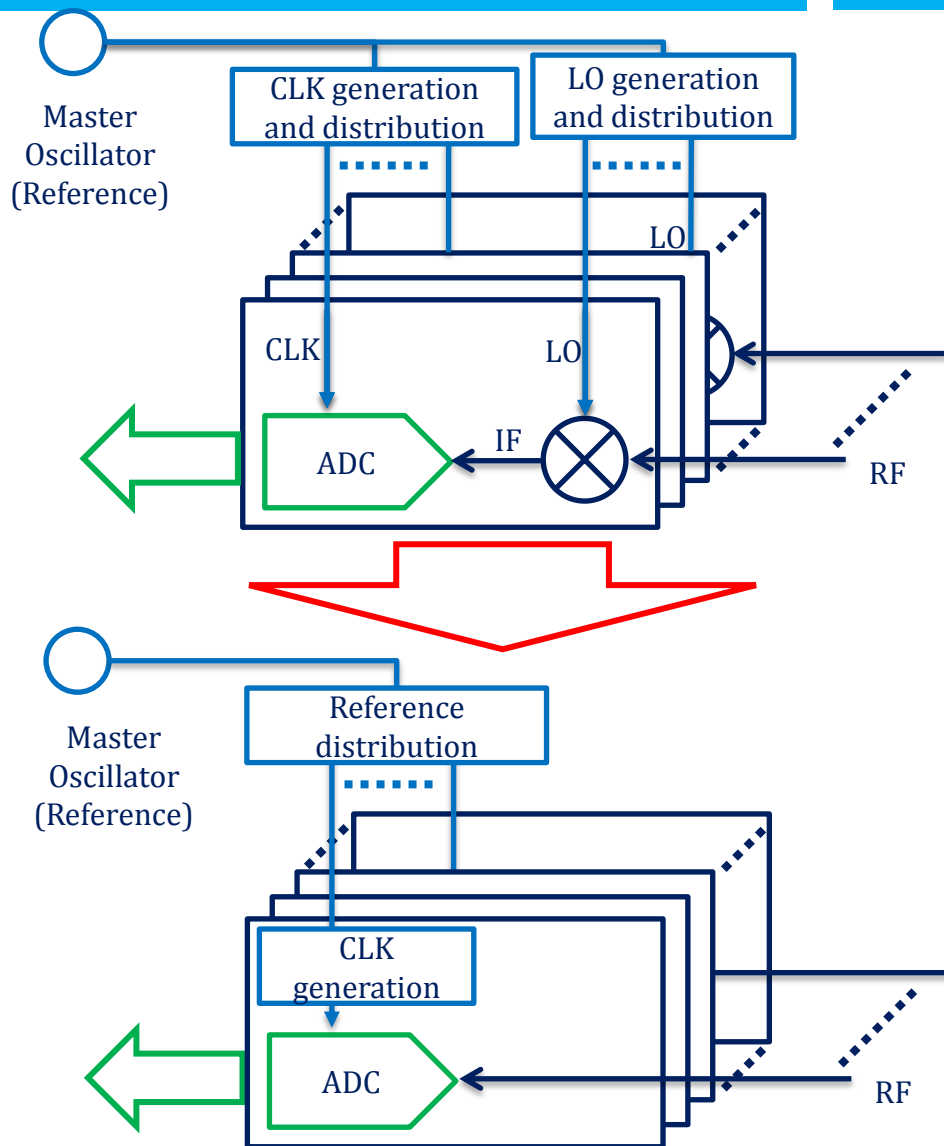 CLK generation
and distribution
LO generation
and distribution
Master
Oscillator
(Reference)
LO
CLK
LO
ADC
IF
RF
Reference
distribution
Master
Oscillator
(Reference)
CLK
generation
ADC
RF